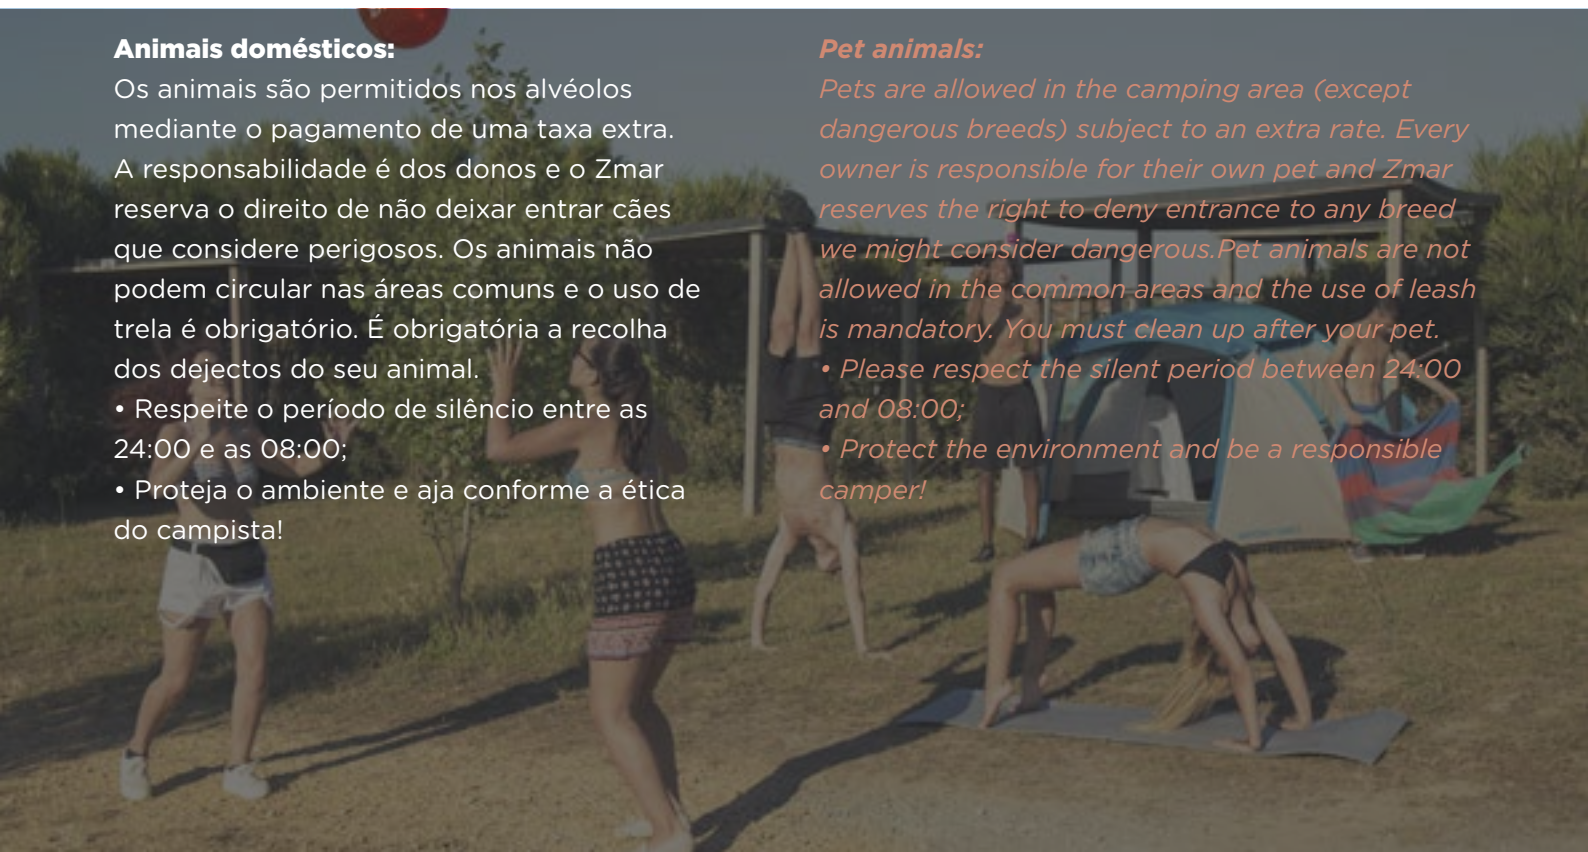 Animais domésticos:
Os animais são permitidos nos alvéolos
mediante o pagamento de uma taxa extra.
A responsabilidade é dos donos e o Zmar
reserva o direito de não deixar entrar cães
que considere perigosos. Os animais não
podem circular nas áreas comuns e o uso de
trela é obrigatório. É obrigatória a recolha
dos dejectos do seu animal.
• Respeite o período de silêncio entre as
24:00 e as 08:00;
• Proteja o ambiente e aja conforme a ética
do campista!
Pet animals:
Pets are allowed in the camping area (except
dangerous breeds) subject to an extra rate. Every
owner is responsible for their own pet and Zmar
reserves the right to deny entrance to any breed
we might consider dangerous.Pet animals are not
allowed in the common areas and the use of leash
is mandatory. You must clean up after your pet.
• Please respect the silent period between 24:00
and 08:00;
• Protect the environment and be a responsible
camper!